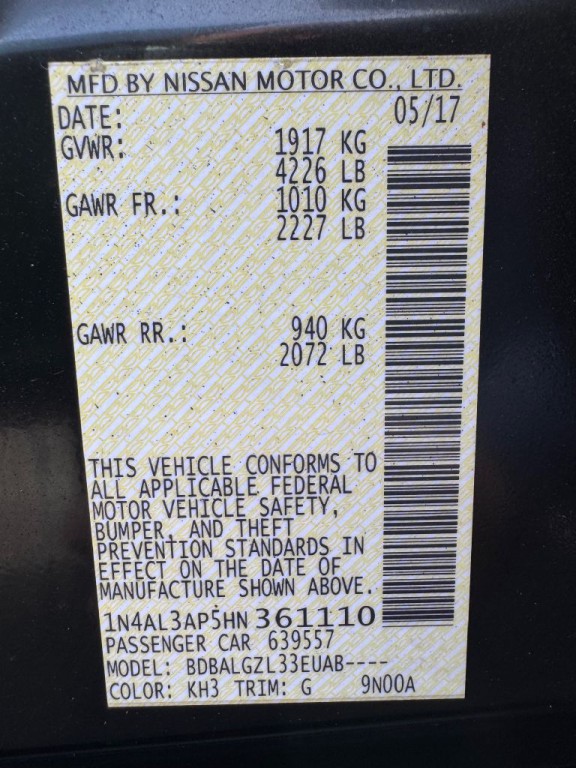 MFD BY NISSAN MOTOR CO., LTD.
DATE: 05/17
GVWR: 1917 KG
4226 LB
GAWR FR.: 1010 KG
2227 LB
GAWR RR.: 940 KG
2072 LB
THIS VEHICLE CONFORMS TO
ALL APPLICABLE FEDERAL
MOTOR VEHICLE SAFETY,
BUMPER, AND THEFT
PREVENTION STANDARDS IN
EFFECT ON THE DATE OF
MANUFACTURE SHOWN ABOVE.
1N4AL3AP5HN 361110
PASSENGER CAR 639557
MODEL: BDBALGZL33EUAB----
COLOR: KH3 TRIM: G 9N00A